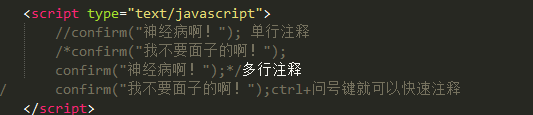 <script type="text/javascript">
//confirm("神经病啊！"); 单行注释
/*confirm("我不要面子的啊！");
confirm("神经病啊！");*/多行注释
/ confirm("我不要面子的啊！");ctrl+问号键就可以快速注释
</script>